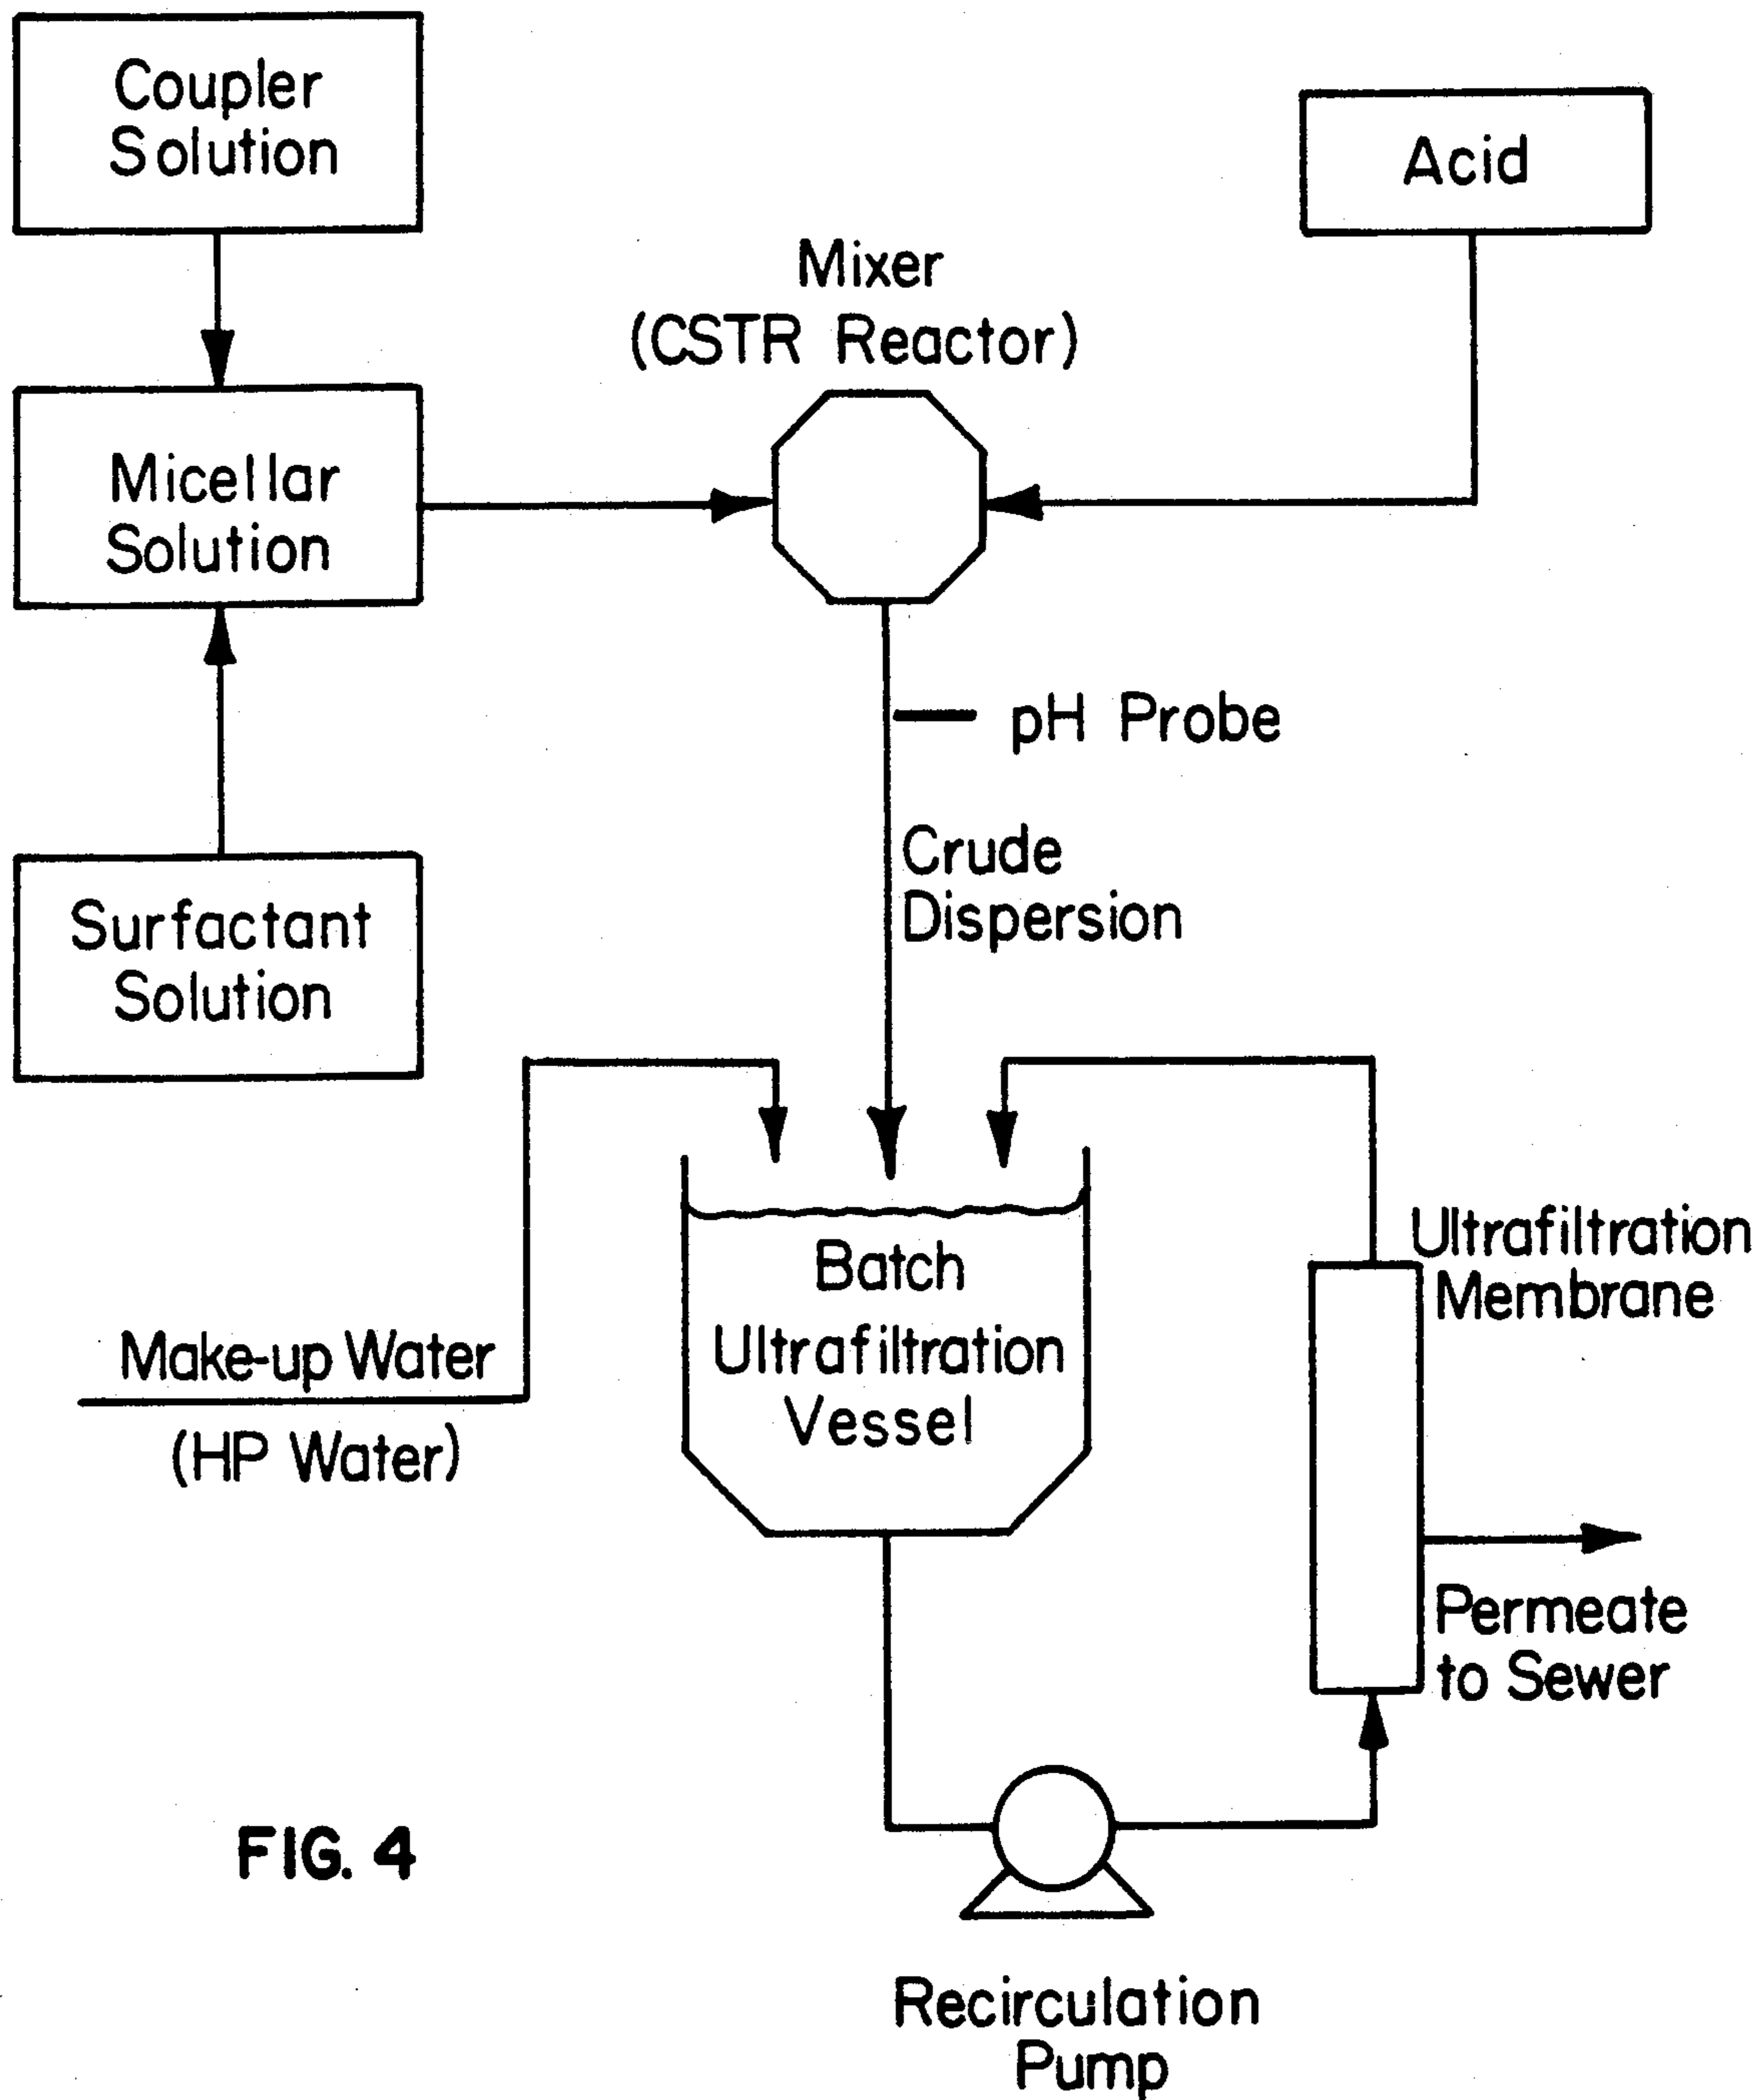 Coupler
Solution
Acid
Mixer
(CSTR Reactor)
Micellar
Solution
pH Probe
Crude
Dispersion
Surfactant
Solution
Ultrafiltration
Membrane
Batch
Ultrafiltration
Vessel
Make-up Water
(HP Water)
Permeate
to Sewer
FIG. 4
Recirculation
Pump